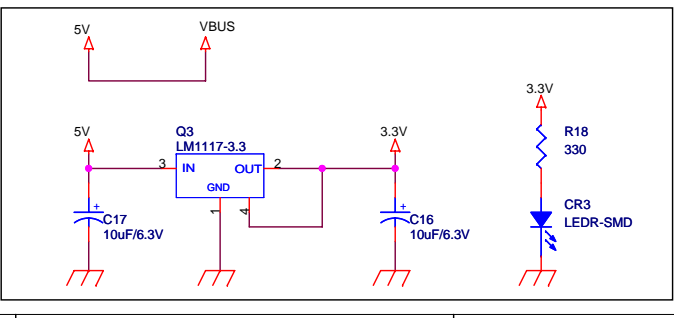 5V
VBUS
5V
Q3
LM1117-3.3
3
IN
OUT
2
GND
1
4
3.3V
C17
10uF/6.3V
C16
10uF/6.3V
3.3V
R18
330
CR3
LEDR-SMD
+
+